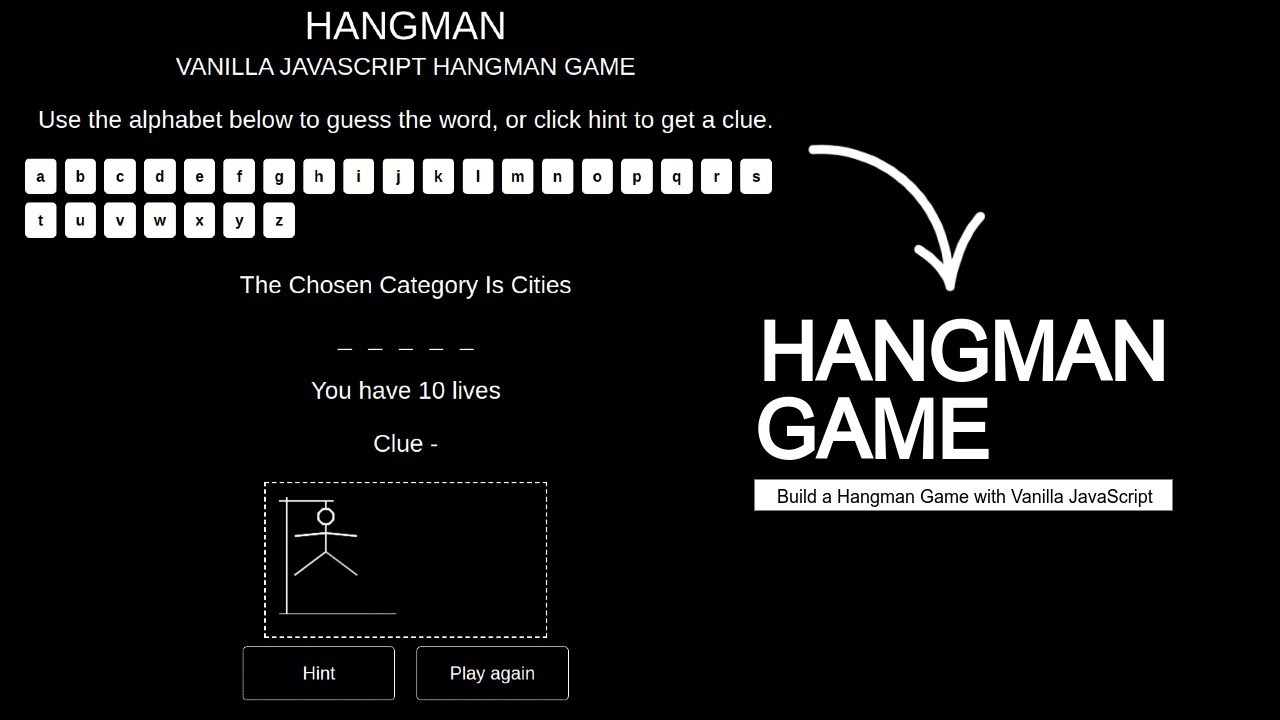 HANGMAN
VANILLA JAVASCRIPT HANGMAN GAME
Use the alphabet below to guess the word, or click hint to get a clue.
a b c d e f g h i j k l m n o p q r s
t u v w x y z
The Chosen Category Is Cities
_ _ _ _ _
You have 10 lives
Clue -
Hint Play again
HANGMAN
GAME
Build a Hangman Game with Vanilla JavaScript